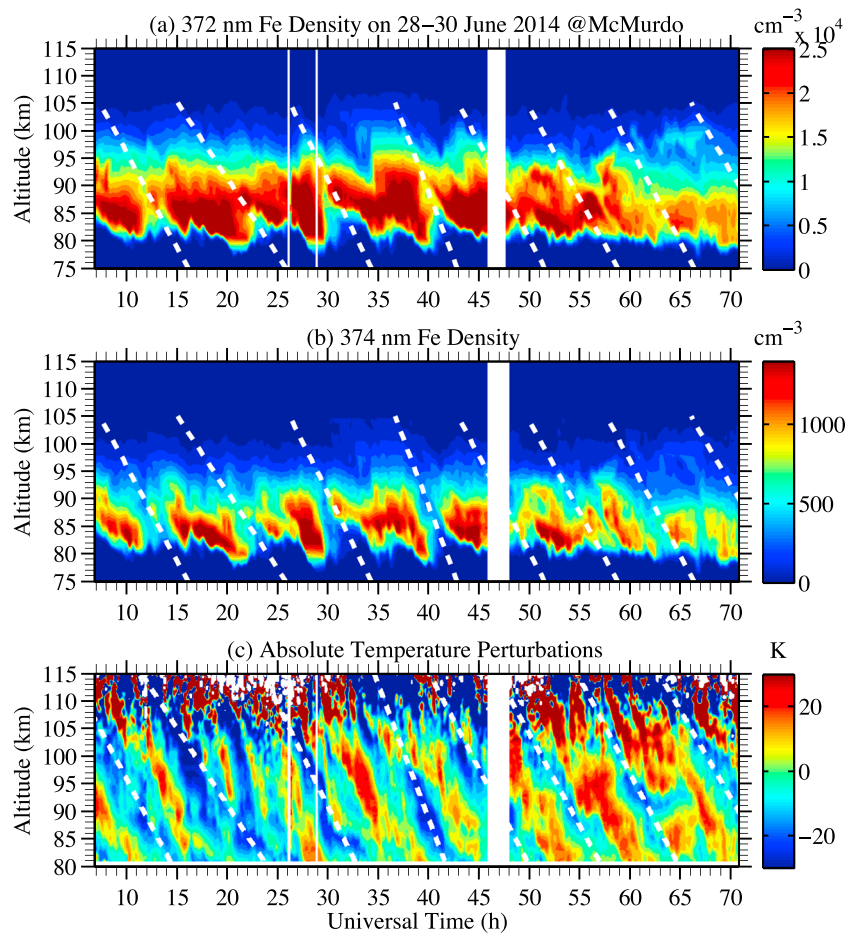 (a) 372 nm Fe Density on 28−30 June 2014 @McMurdo
cm−3
x 10^4
115
110
105
100
95
90
85
80
75
Altitude (km)
10 15 20 25 30 35 40 45 50 55 60 65 70
2.5
2
1.5
1
0.5
0
(b) 374 nm Fe Density
cm−3
115
110
105
100
95
90
85
80
75
Altitude (km)
10 15 20 25 30 35 40 45 50 55 60 65 70
1000
500
0
(c) Absolute Temperature Perturbations
K
115
110
105
100
95
90
85
80
Altitude (km)
10 15 20 25 30 35 40 45 50 55 60 65 70
Universal Time (h)
20
0
−20